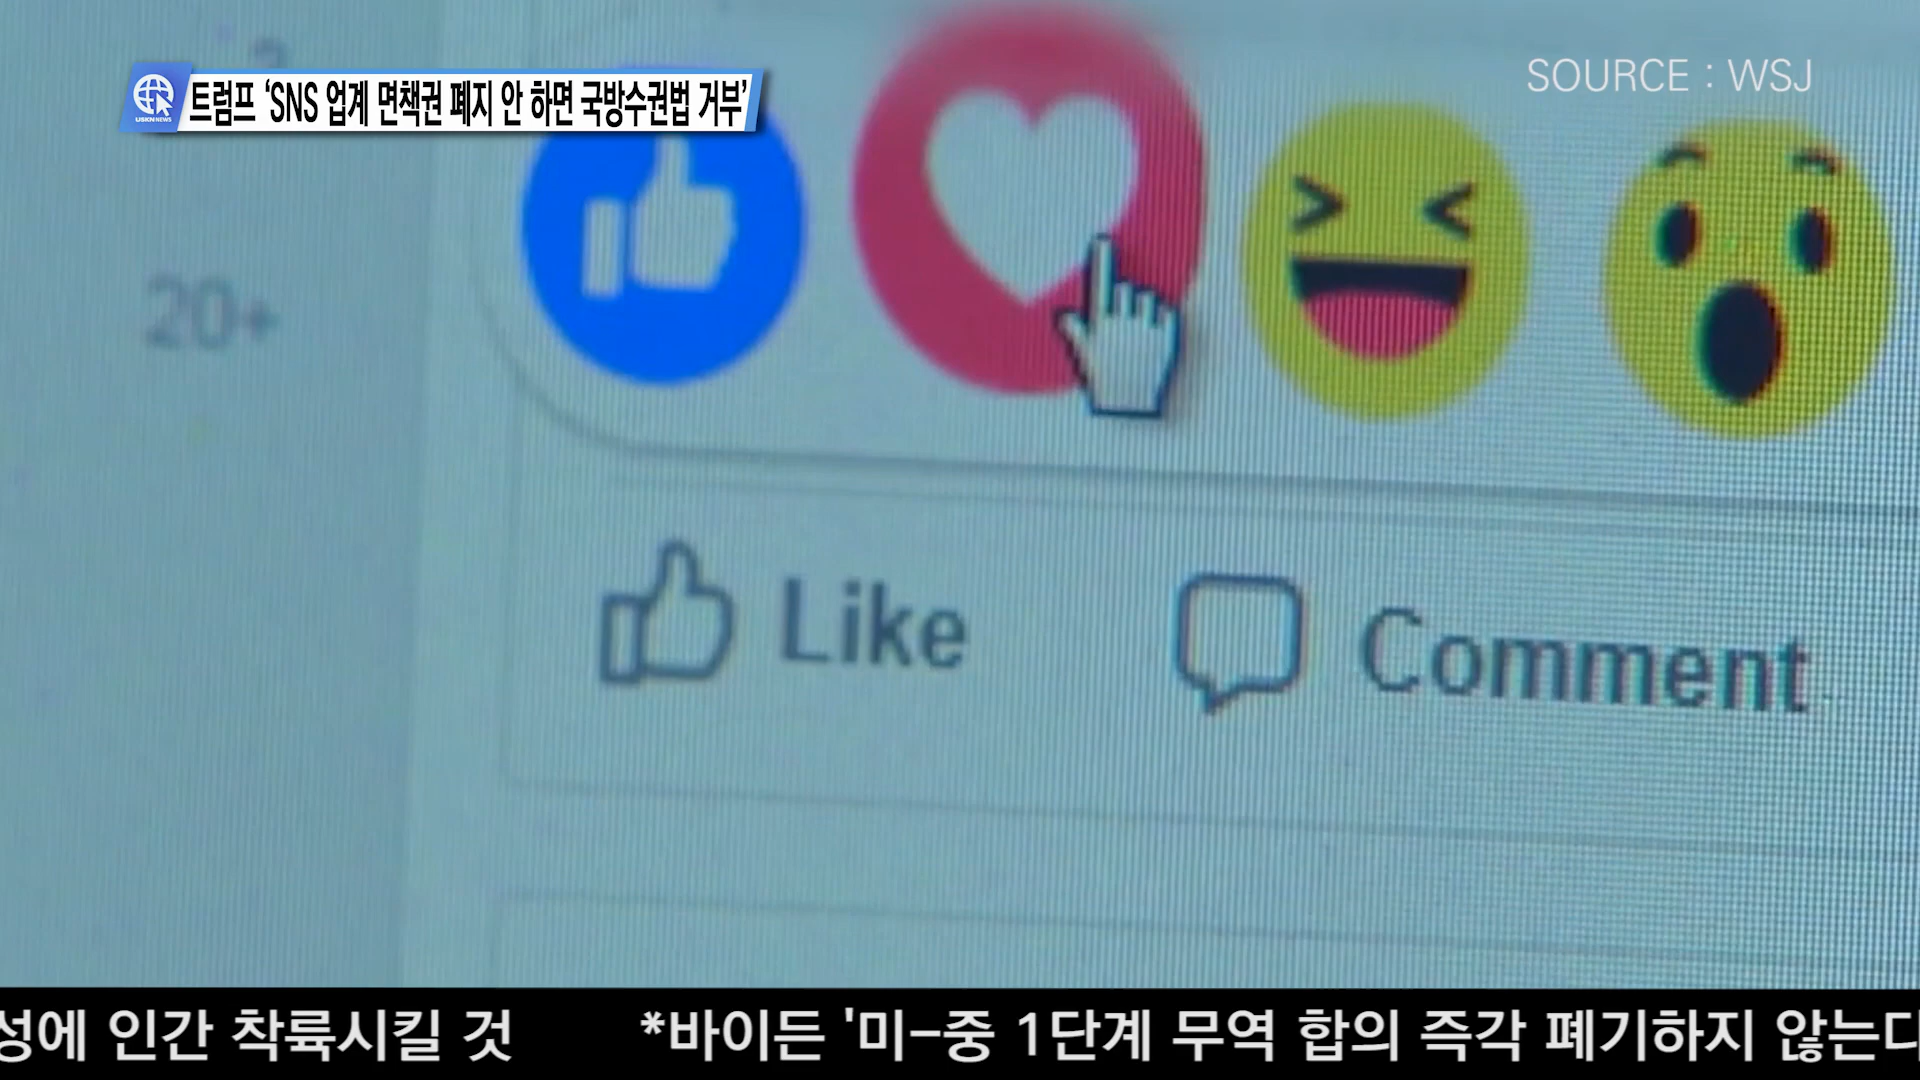 SOURCE : WSJ
USKN NEWS
트럼프 ‘SNS 업계 면책권 폐지 안 하면 국방수권법 거부’
20+
Like
Comment
성에 인간 착륙시킬 것 *바이든 '미-중 1단계 무역 합의 즉각 폐기하지 않는다